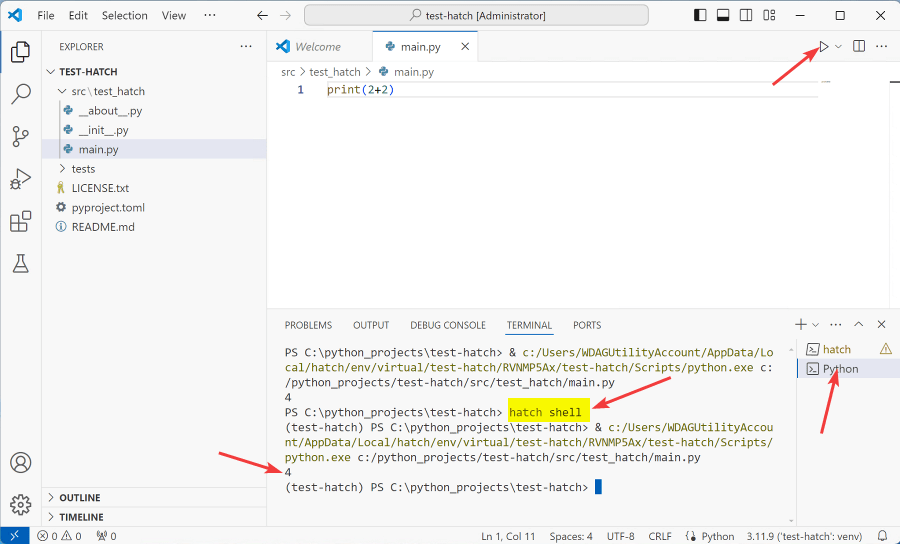 File Edit Selection View ··· test-hatch [Administrator]
EXPLORER ···
TEST-HATCH
src\test_hatch
__about__.py
__init__.py
main.py
tests
LICENSE.txt
pyproject.toml
README.md
OUTLINE
TIMELINE
Welcome main.py
src > test_hatch > main.py
1 print(2+2)
PROBLEMS OUTPUT DEBUG CONSOLE TERMINAL PORTS
PS C:\python_projects\test-hatch> & c:/Users/WDAGUtilityAccount/AppData/Lo
cal/hatch/env/virtual/test-hatch/RVNMP5Ax/test-hatch/Scripts/python.exe c:
/python_projects/test-hatch/src/test_hatch/main.py
4
PS C:\python_projects\test-hatch> hatch shell
(test-hatch) PS C:\python_projects\test-hatch> & c:/Users/WDAGUtilityAccou
nt/AppData/Local/hatch/env/virtual/test-hatch/RVNMP5Ax/test-hatch/Scripts/
python.exe c:/python_projects/test-hatch/src/test_hatch/main.py
4
(test-hatch) PS C:\python_projects\test-hatch>
hatch
Python
0 0 0 Ln 1, Col 11 Spaces: 4 UTF-8 CRLF Python 3.11.9 ('test-hatch': venv)